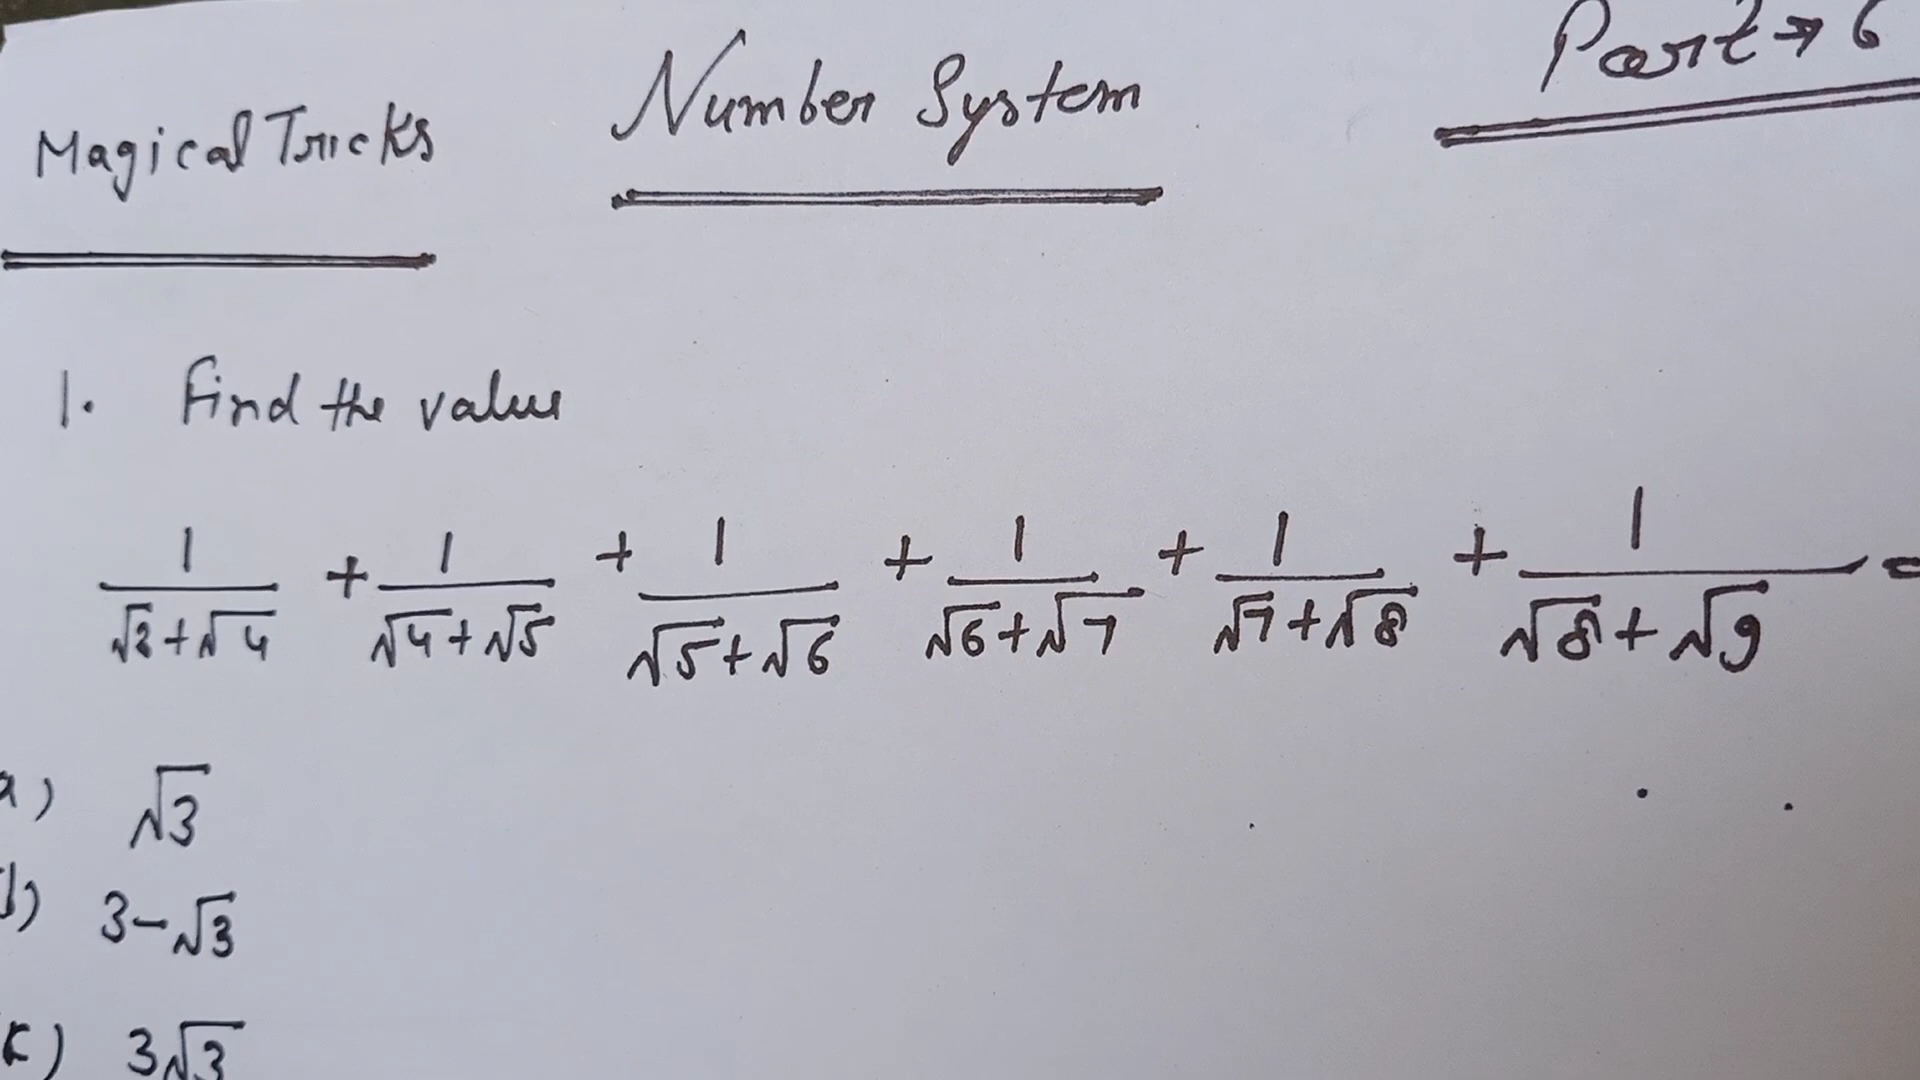 Part → 6
Magical Tricks Number System
1. Find the value
1/(√3+√4) + 1/(√4+√5) + 1/(√5+√6) + 1/(√6+√7) + 1/(√7+√8) + 1/(√8+√9) =
a) √3
b) 3-√3
c) 3√3